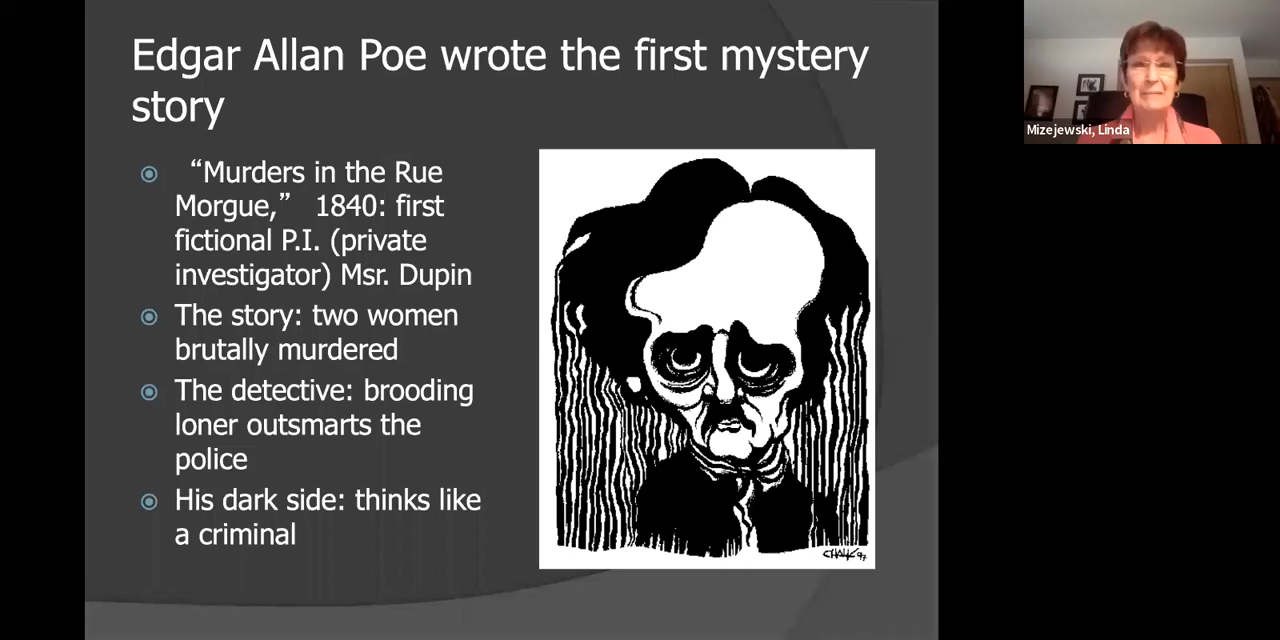 Edgar Allan Poe wrote the first mystery
story
“Murders in the Rue
Morgue,” 1840: first
fictional P.I. (private
investigator) Msr. Dupin
The story: two women
brutally murdered
The detective: brooding
loner outsmarts the
police
His dark side: thinks like
a criminal
Mizejewski, Linda